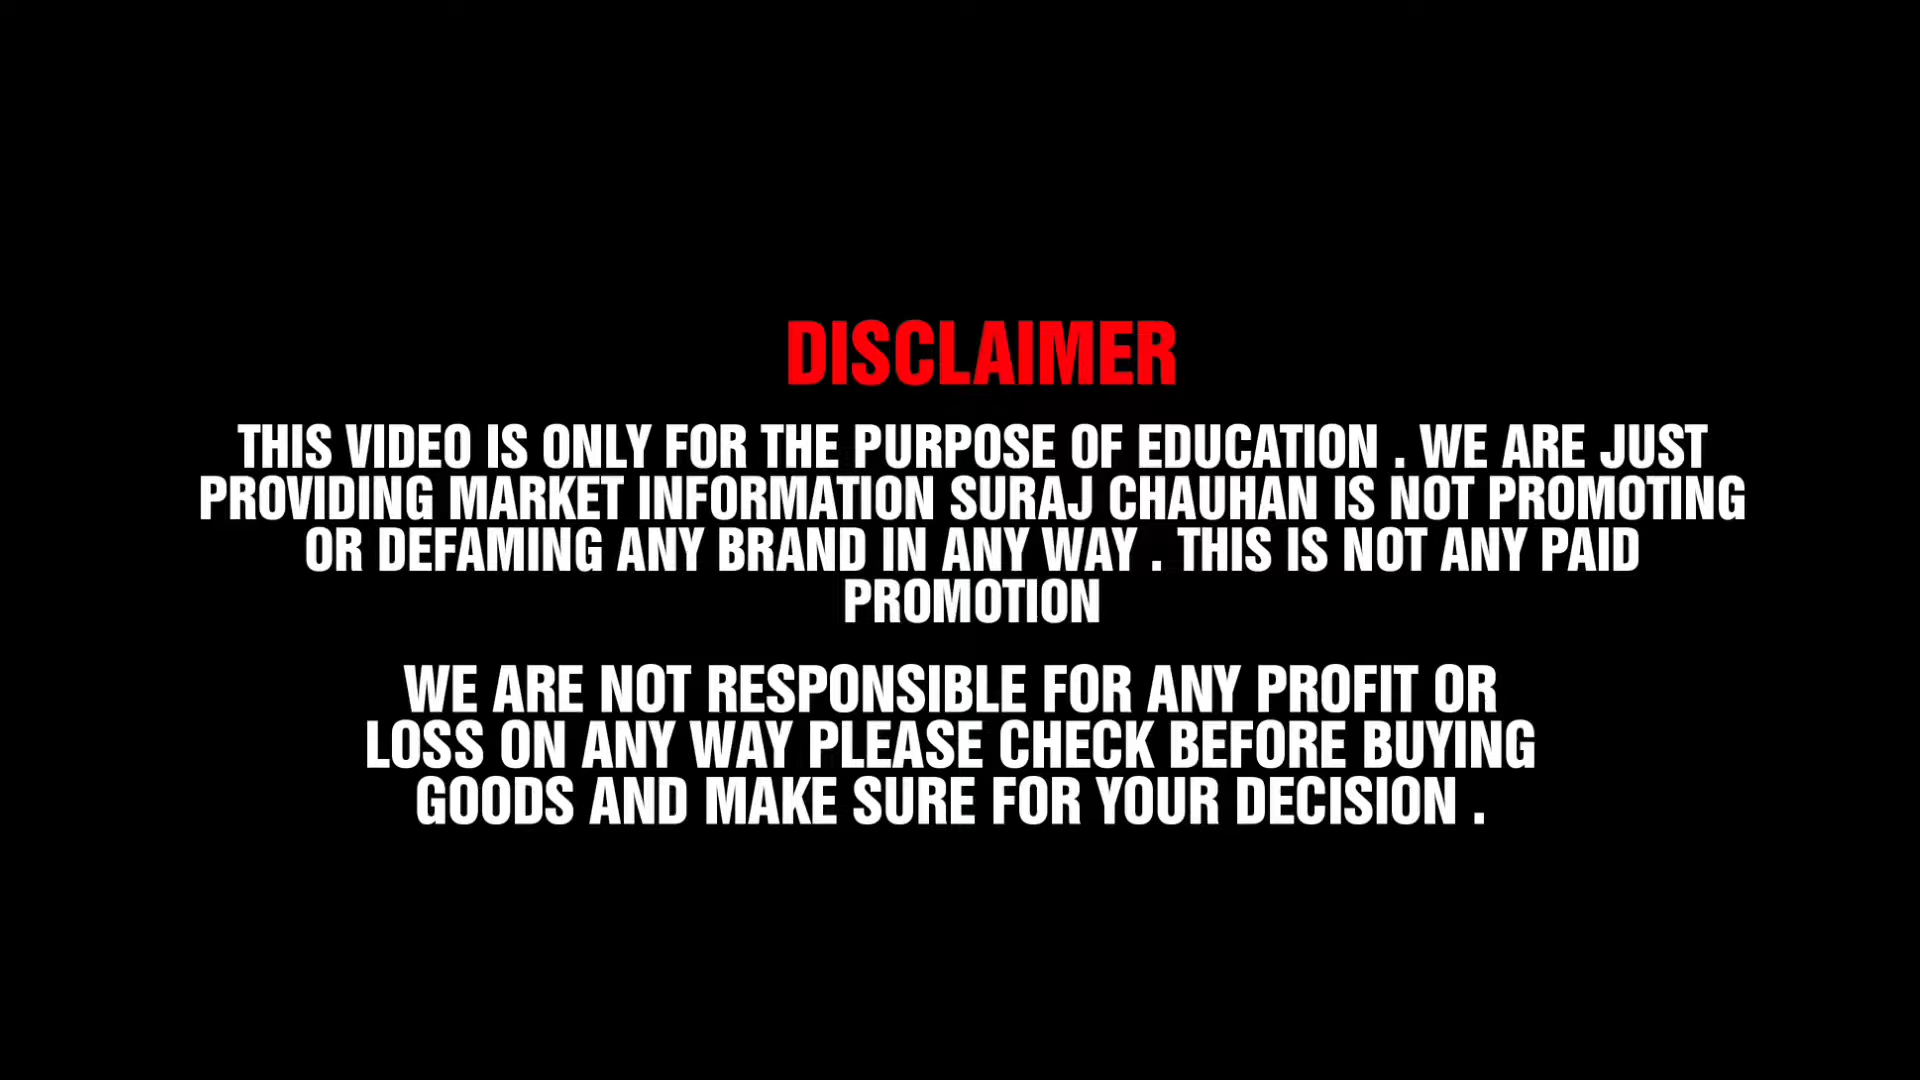 DISCLAIMER
THIS VIDEO IS ONLY FOR THE PURPOSE OF EDUCATION . WE ARE JUST
PROVIDING MARKET INFORMATION SURAJ CHAUHAN IS NOT PROMOTING
OR DEFAMING ANY BRAND IN ANY WAY . THIS IS NOT ANY PAID
PROMOTION
WE ARE NOT RESPONSIBLE FOR ANY PROFIT OR
LOSS ON ANY WAY PLEASE CHECK BEFORE BUYING
GOODS AND MAKE SURE FOR YOUR DECISION .